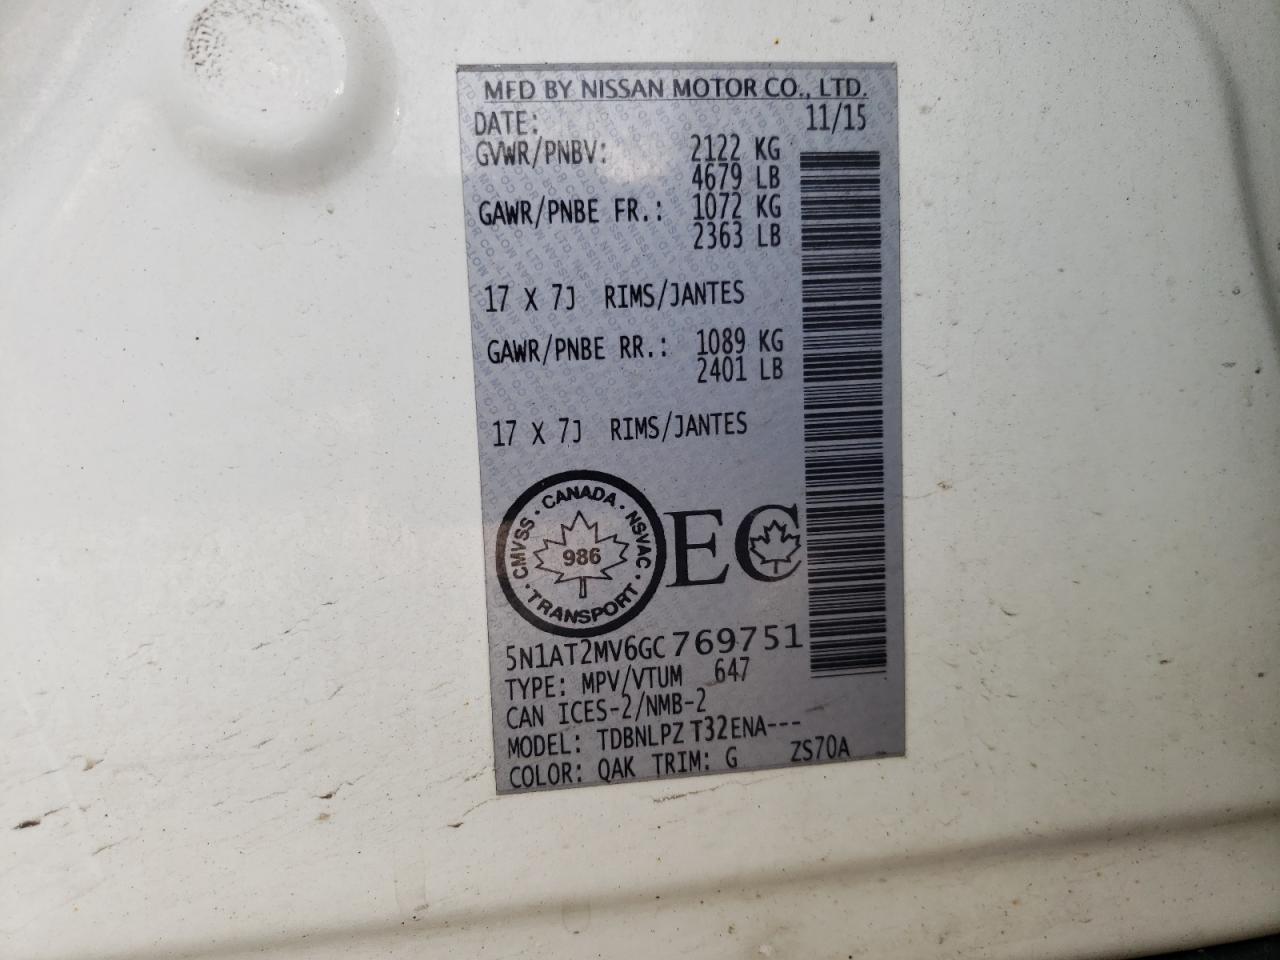 MFD BY NISSAN MOTOR CO., LTD.
DATE: 11/15
GVWR/PNBV: 2122 KG
4679 LB
GAWR/PNBE FR.: 1072 KG
2363 LB
17 X 7J RIMS/JANTES
GAWR/PNBE RR.: 1089 KG
2401 LB
17 X 7J RIMS/JANTES
CMVSS · CANADA · NSVAC · TRANSPORT ·
986
EC
5N1AT2MV6GC769751
TYPE: MPV/VTUM 647
CAN ICES-2/NMB-2
MODEL: TDBNLPZ T32ENA---
COLOR: QAK TRIM: G ZS70A